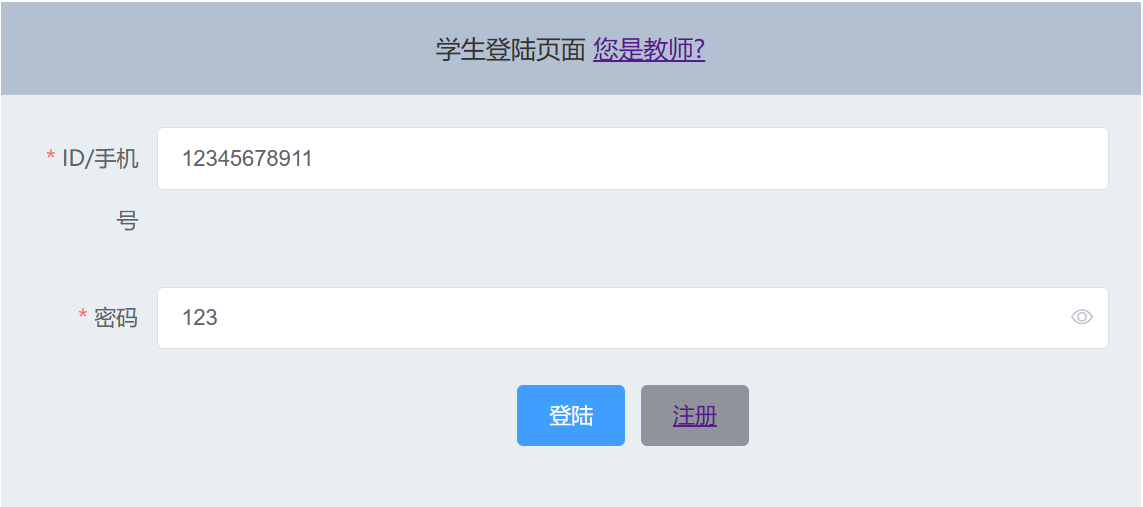 学生登陆页面 您是教师?
* ID/手机 12345678911
号
* 密码 123
登陆 注册